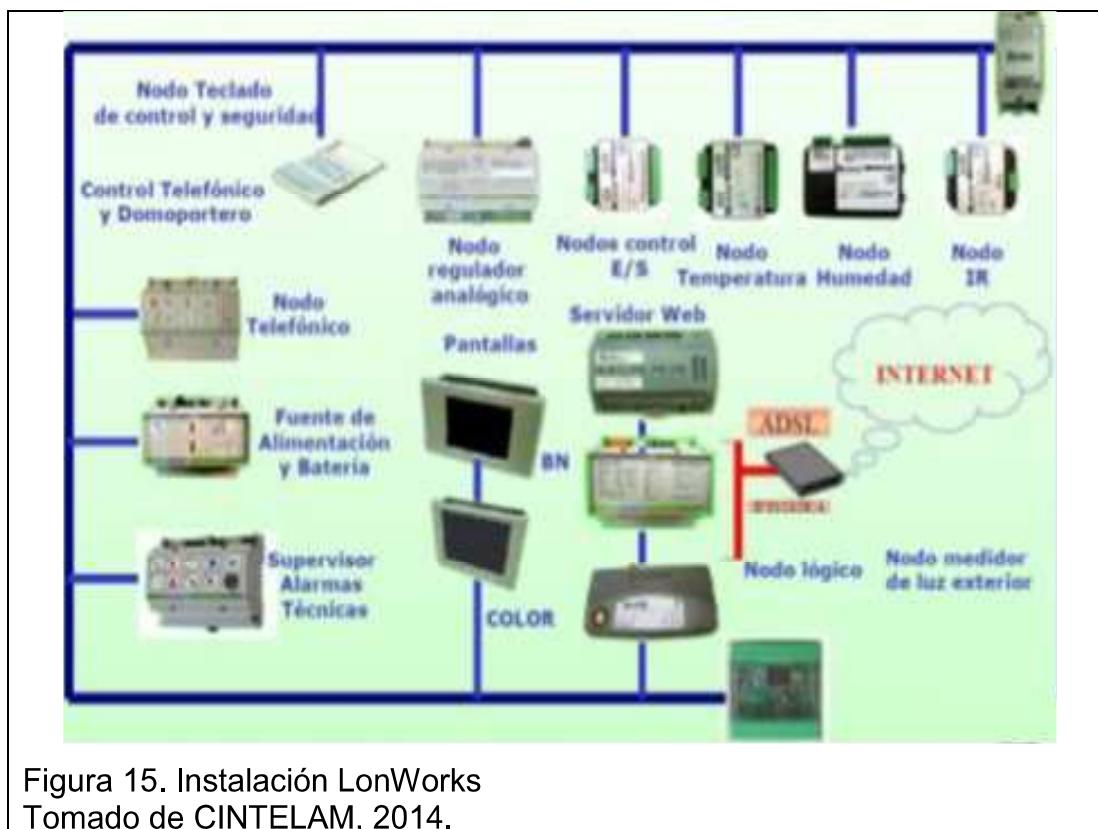 Nodo Teclado
de control y seguridad
Control Telefónico
y Domoportero
Nodo
regulador
analógico
Nodos control
E/S
Nodo
Temperatura
Nodo
Humedad
Nodo
IR
Nodo
Telefónico
Pantallas
Servidor Web
INTERNET
ADSL
Fuente de
Alimentación
y Batería
BN
Supervisor
Alarmas
Técnicas
COLOR
Nodo lógico
Nodo medidor
de luz exterior
Figura 15. Instalación LonWorks
Tomado de CINTELAM, 2014.